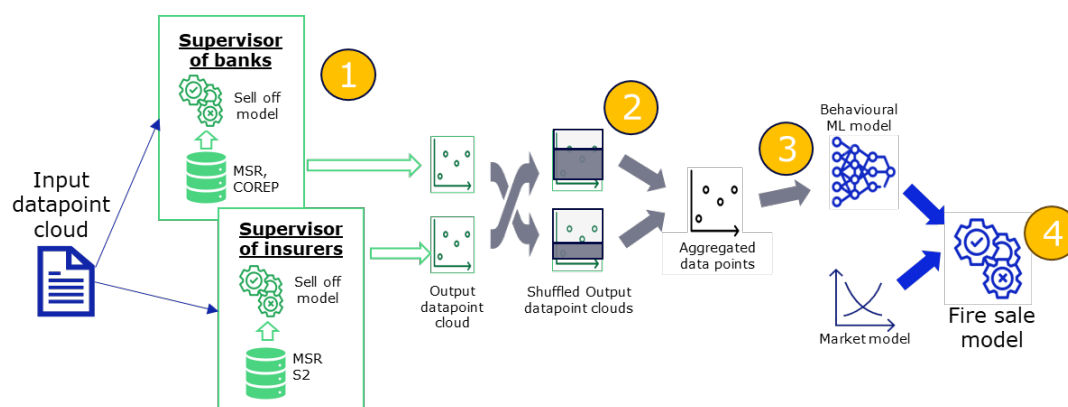 Supervisor
of banks
1
Sell off
model
MSR,
COREP
Input
datapoint
cloud
Supervisor
of insurers
Sell off
model
MSR
S2
Output
datapoint
cloud
2
Shuffled Output
datapoint clouds
Aggregated
data points
3
Behavioural
ML model
Market model
4
Fire sale
model